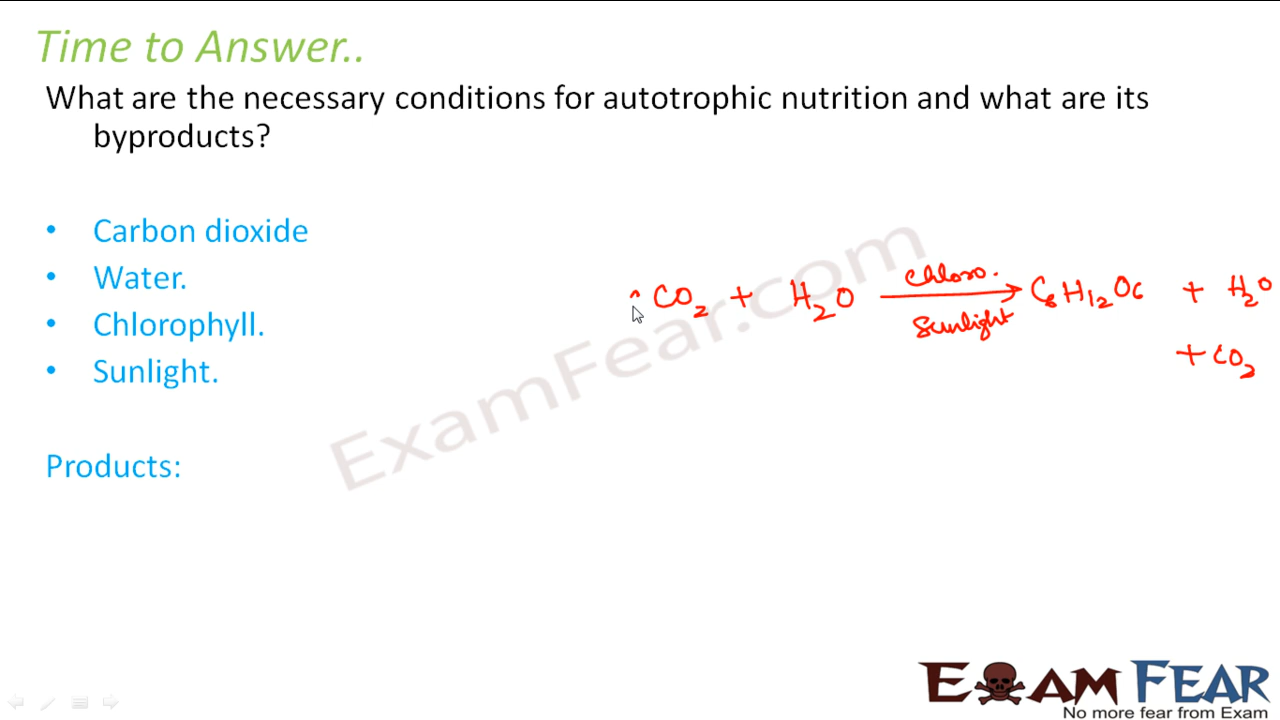 Time to Answer..
What are the necessary conditions for autotrophic nutrition and what are its
byproducts?
• Carbon dioxide
• Water.
• Chlorophyll.
• Sunlight.
CO2 + H2O Chloro. Sunlight → C6H12O6 + H2O
+ CO2
Products:
ExamFear.com
EXAM FEAR
No more fear from Exam